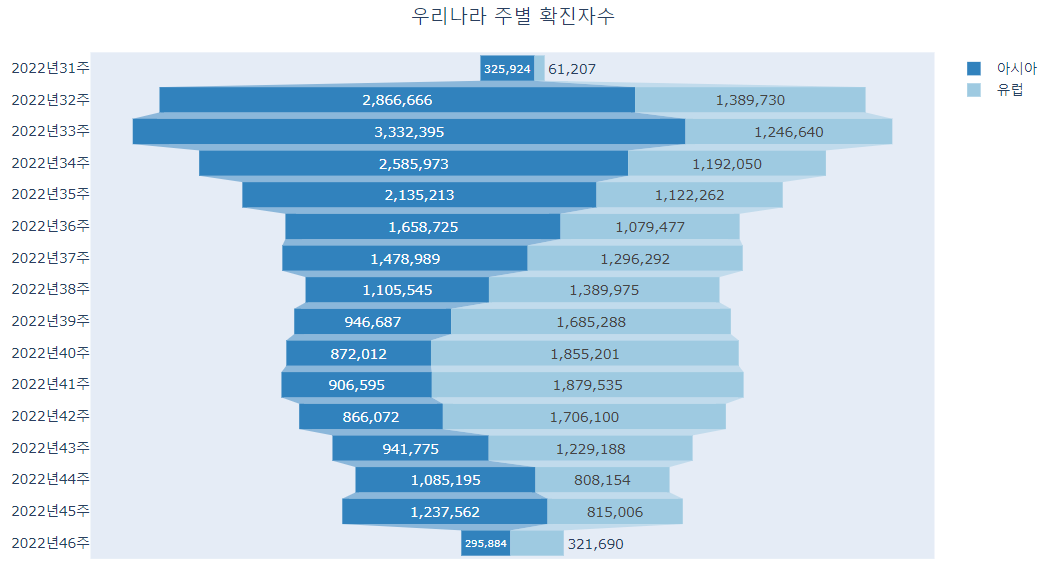 우리나라 주별 확진자수
아시아
유럽
2022년31주 325,924 61,207
2022년32주 2,866,666 1,389,730
2022년33주 3,332,395 1,246,640
2022년34주 2,585,973 1,192,050
2022년35주 2,135,213 1,122,262
2022년36주 1,658,725 1,079,477
2022년37주 1,478,989 1,296,292
2022년38주 1,105,545 1,389,975
2022년39주 946,687 1,685,288
2022년40주 872,012 1,855,201
2022년41주 906,595 1,879,535
2022년42주 866,072 1,706,100
2022년43주 941,775 1,229,188
2022년44주 1,085,195 808,154
2022년45주 1,237,562 815,006
2022년46주 295,884 321,690